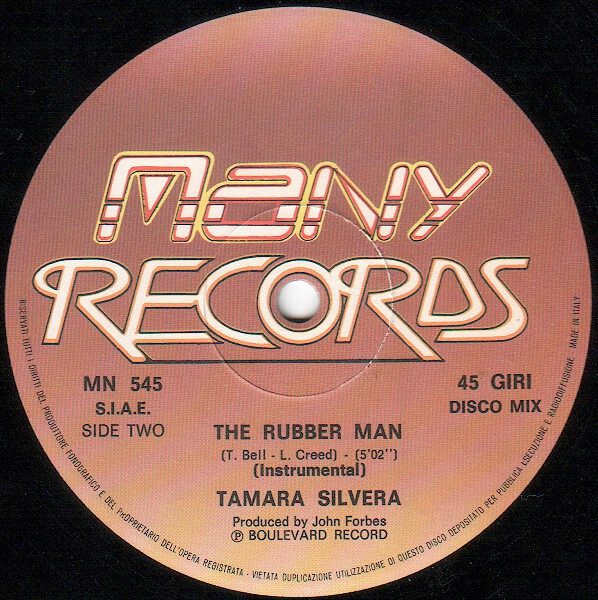 Many
RECORDS
MN 545
S.I.A.E.
SIDE TWO
45 GIRI
DISCO MIX
THE RUBBER MAN
(T. Bell - L. Creed) - (5'02")
(Instrumental)
TAMARA SILVERA
Produced by John Forbes
Ⓟ BOULEVARD RECORD
RISERVATI TUTTI I DIRITTI DEL PRODUTTORE FONOGRAFICO E DEL PROPRIETARIO DELL'OPERA REGISTRATA - VIETATA DUPLICAZIONE UTILIZZAZIONE DI QUESTO DISCO DEPOSITATO PER PUBBLICA ESECUZIONE E RADIODIFFUSIONE MADE IN ITALY